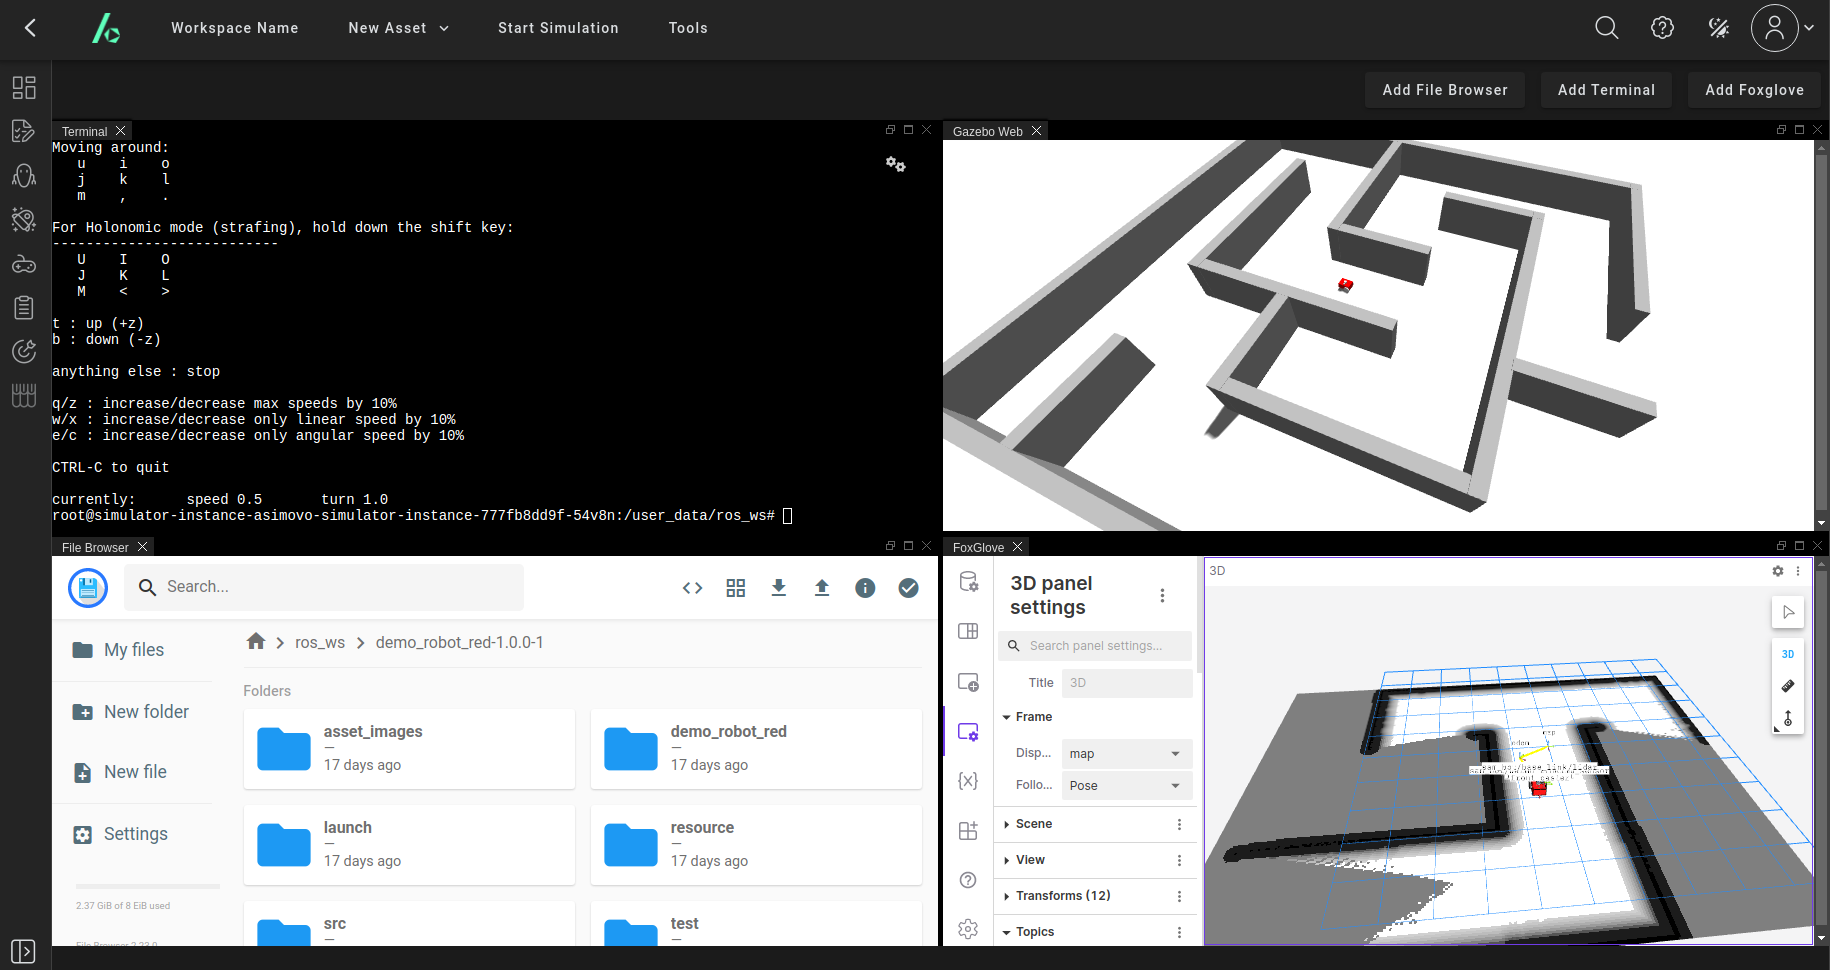 Workspace Name New Asset Start Simulation Tools
Add File Browser Add Terminal Add Foxglove
Terminal
Moving around:
u i o
j k l
m , .
For Holonomic mode (strafing), hold down the shift key:
---------------------------
U I O
J K L
M < >
t : up (+z)
b : down (-z)
anything else : stop
q/z : increase/decrease max speeds by 10%
w/x : increase/decrease only linear speed by 10%
e/c : increase/decrease only angular speed by 10%
CTRL-C to quit
currently: speed 0.5 turn 1.0
root@simulator-instance-asimovo-simulator-instance-777fb8dd9f-54v8n:/user_data/ros_ws#
Gazebo Web
File Browser
Search...
My files
New folder
New file
Settings
2.37 GiB of 8 EiB used
File Browser 2.23.0
ros_ws > demo_robot_red-1.0.0-1
Folders
asset_images
—
17 days ago
demo_robot_red
—
17 days ago
launch
—
17 days ago
resource
—
17 days ago
src
—
test
—
FoxGlove
3D panel
settings
Search panel settings...
Title 3D
Frame
Disp... map
Follo... Pose
Scene
View
Transforms (12)
Topics
3D
3D
map